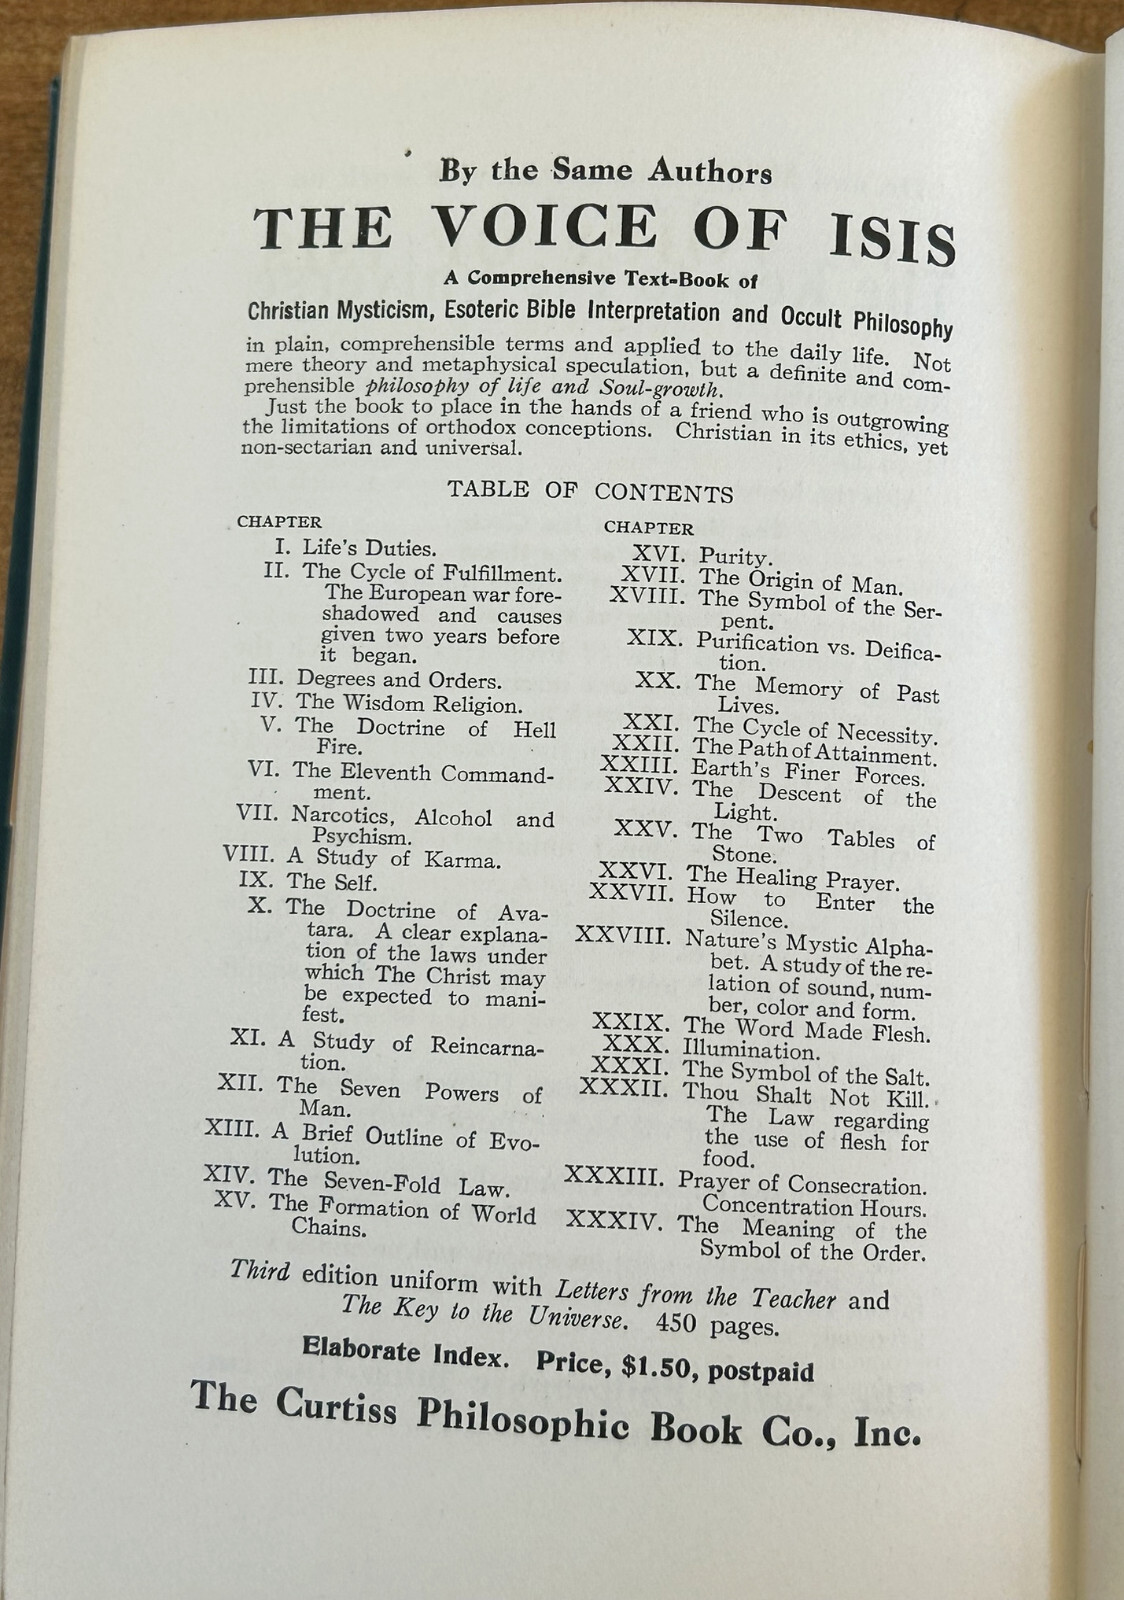 By the Same Authors
THE VOICE OF ISIS
A Comprehensive Text-Book of
Christian Mysticism, Esoteric Bible Interpretation and Occult Philosophy
in plain, comprehensible terms and applied to the daily life. Not
mere theory and metaphysical speculation, but a definite and com-
prehensible philosophy of life and Soul-growth.
Just the book to place in the hands of a friend who is outgrowing
the limitations of orthodox conceptions. Christian in its ethics, yet
non-sectarian and universal.
TABLE OF CONTENTS
CHAPTER
I. Life's Duties.
II. The Cycle of Fulfillment.
The European war fore-
shadowed and causes
given two years before
it began.
III. Degrees and Orders.
IV. The Wisdom Religion.
V. The Doctrine of Hell
Fire.
VI. The Eleventh Command-
ment.
VII. Narcotics, Alcohol and
Psychism.
VIII. A Study of Karma.
IX. The Self.
X. The Doctrine of Ava-
tara. A clear explana-
tion of the laws under
which The Christ may
be expected to mani-
fest.
XI. A Study of Reincarna-
tion.
XII. The Seven Powers of
Man.
XIII. A Brief Outline of Evo-
lution.
XIV. The Seven-Fold Law.
XV. The Formation of World
Chains.
CHAPTER
XVI. Purity.
XVII. The Origin of Man.
XVIII. The Symbol of the Ser-
pent.
XIX. Purification vs. Deifica-
tion.
XX. The Memory of Past
Lives.
XXI. The Cycle of Necessity.
XXII. The Path of Attainment.
XXIII. Earth's Finer Forces.
XXIV. The Descent of the
Light.
XXV. The Two Tables of
Stone.
XXVI. The Healing Prayer.
XXVII. How to Enter the
Silence.
XXVIII. Nature's Mystic Alpha-
bet. A study of the re-
lation of sound, num-
ber, color and form.
XXIX. The Word Made Flesh.
XXX. Illumination.
XXXI. The Symbol of the Salt.
XXXII. Thou Shalt Not Kill.
The Law regarding
the use of flesh for
food.
XXXIII. Prayer of Consecration.
Concentration Hours.
XXXIV. The Meaning of the
Symbol of the Order.
Third edition uniform with Letters from the Teacher and
The Key to the Universe. 450 pages.
Elaborate Index. Price, $1.50, postpaid
The Curtiss Philosophic Book Co., Inc.